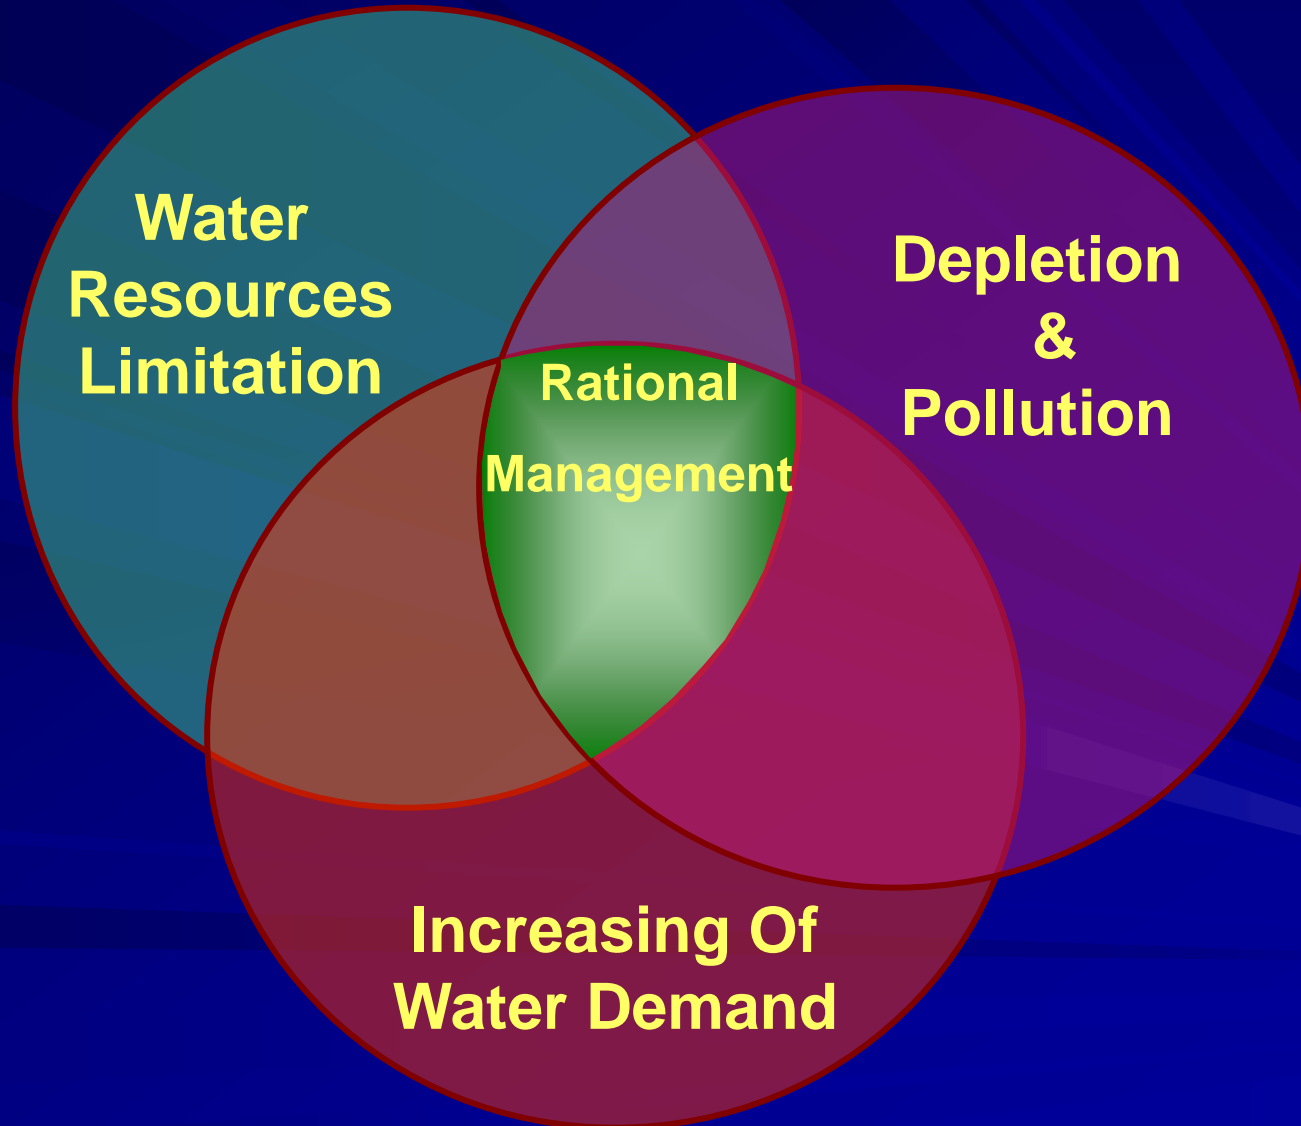 Water
Resources
Limitation
Depletion
&
Pollution
Rational
Management
Increasing Of
Water Demand